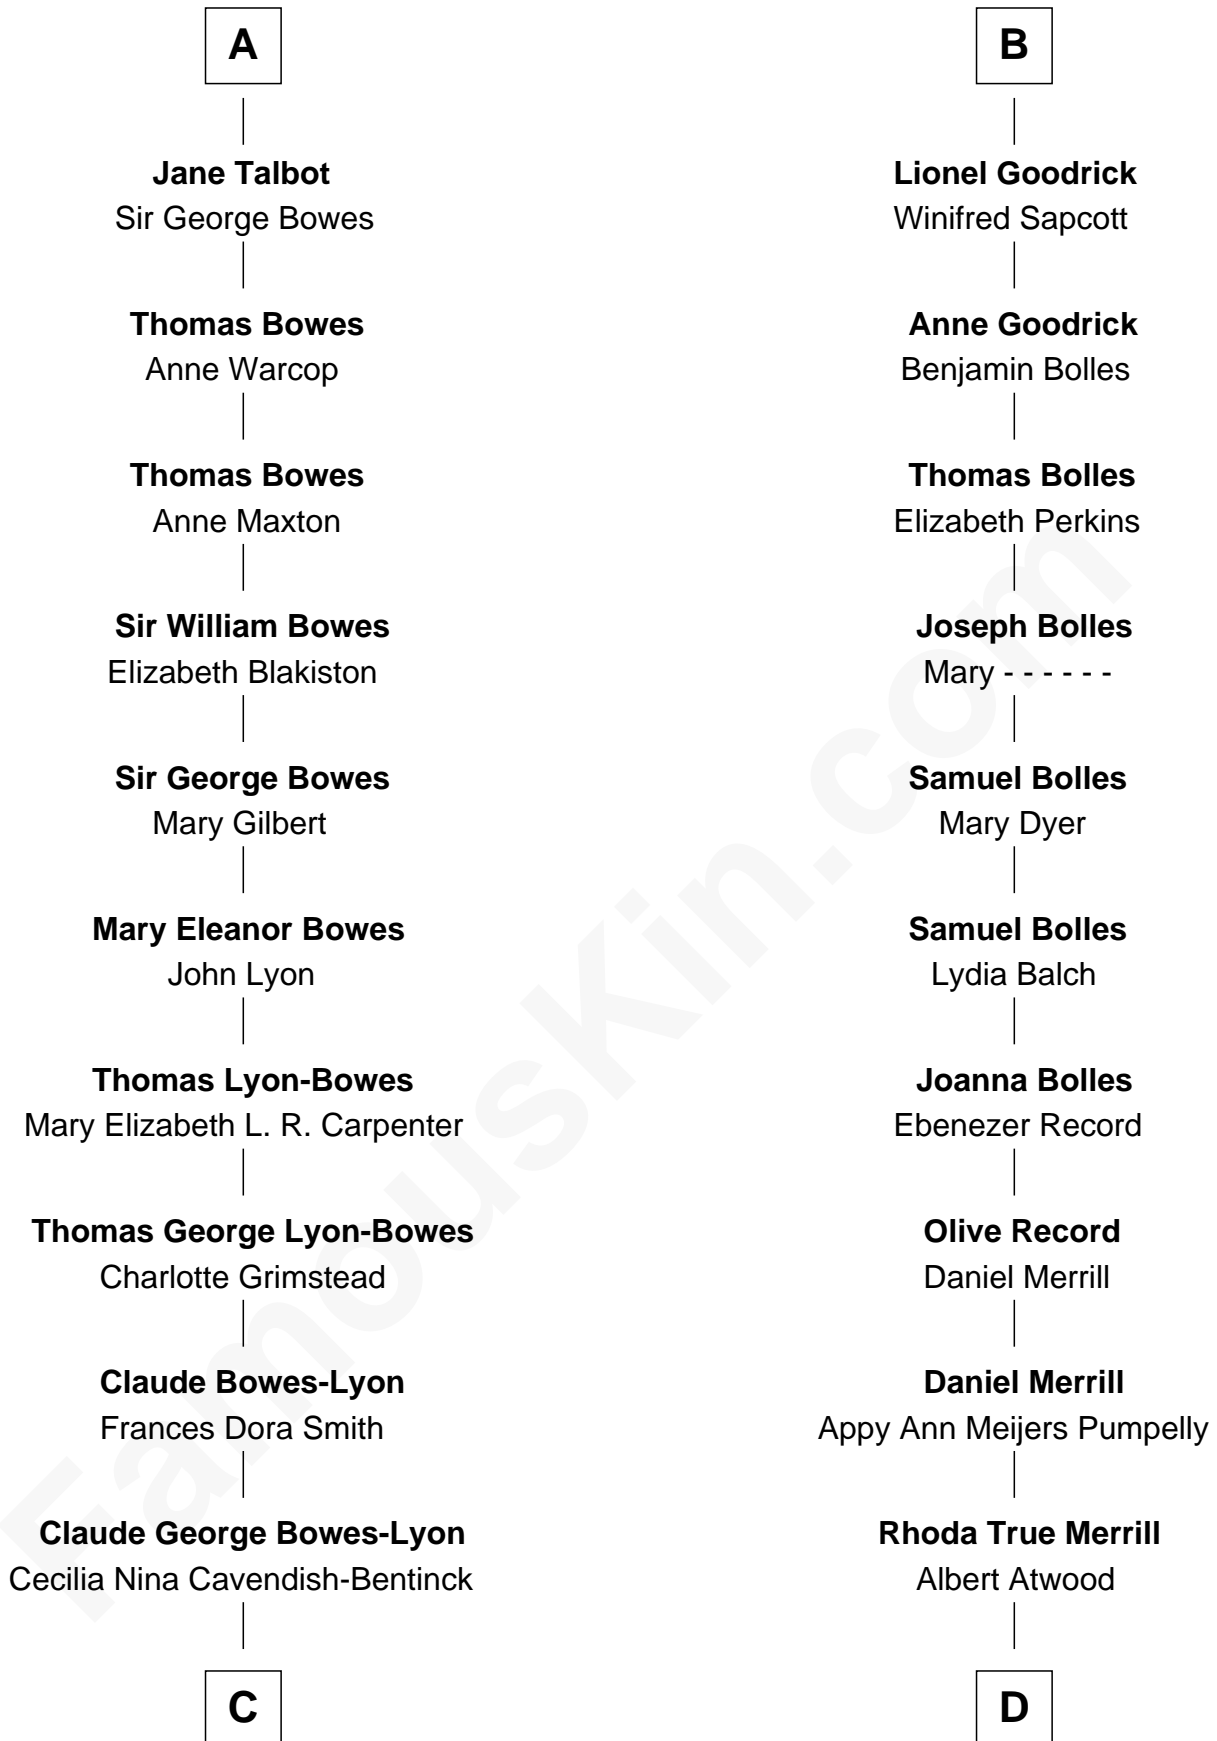 A
Jane Talbot
Sir George Bowes
Thomas Bowes
Anne Warcop
Thomas Bowes
Anne Maxton
Sir William Bowes
Elizabeth Blakiston
Sir George Bowes
Mary Gilbert
Mary Eleanor Bowes
John Lyon
Thomas Lyon-Bowes
Mary Elizabeth L. R. Carpenter
Thomas George Lyon-Bowes
Charlotte Grimstead
Claude Bowes-Lyon
Frances Dora Smith
Claude George Bowes-Lyon
Cecilia Nina Cavendish-Bentinck
C
B
Lionel Goodrick
Winifred Sapcott
Anne Goodrick
Benjamin Bolles
Thomas Bolles
Elizabeth Perkins
Joseph Bolles
Mary - - - - - -
Samuel Bolles
Mary Dyer
Samuel Bolles
Lydia Balch
Joanna Bolles
Ebenezer Record
Olive Record
Daniel Merrill
Daniel Merrill
Appy Ann Meijers Pumpelly
Rhoda True Merrill
Albert Atwood
D
FamousKin.com